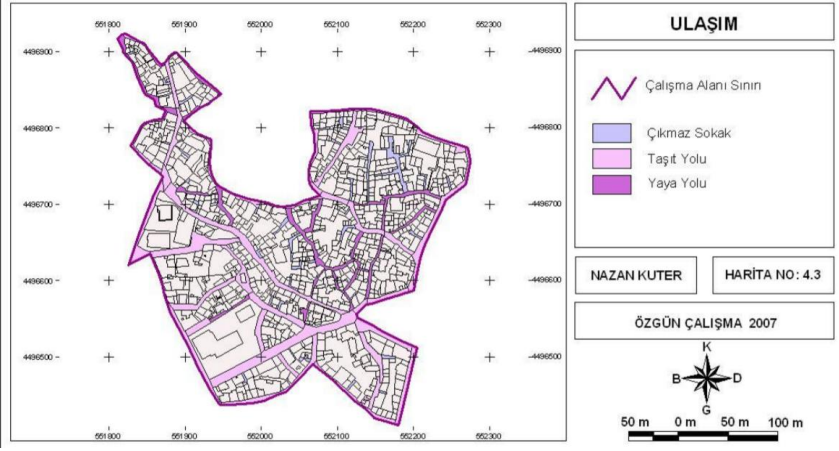 551800 551900 552000 552100 552200 552300
4496900 4496900
4496800 4496800
4496700 4496700
4496600 4496600
4496500 4496500
551800 551900 552000 552100 552200 552300
ULAŞIM
Çalışma Alanı Sınırı
Çıkmaz Sokak
Taşıt Yolu
Yaya Yolu
NAZAN KUTER
HARİTA NO: 4.3
ÖZGÜN ÇALIŞMA 2007
K
B D
G
50 m 0 m 50 m 100 m